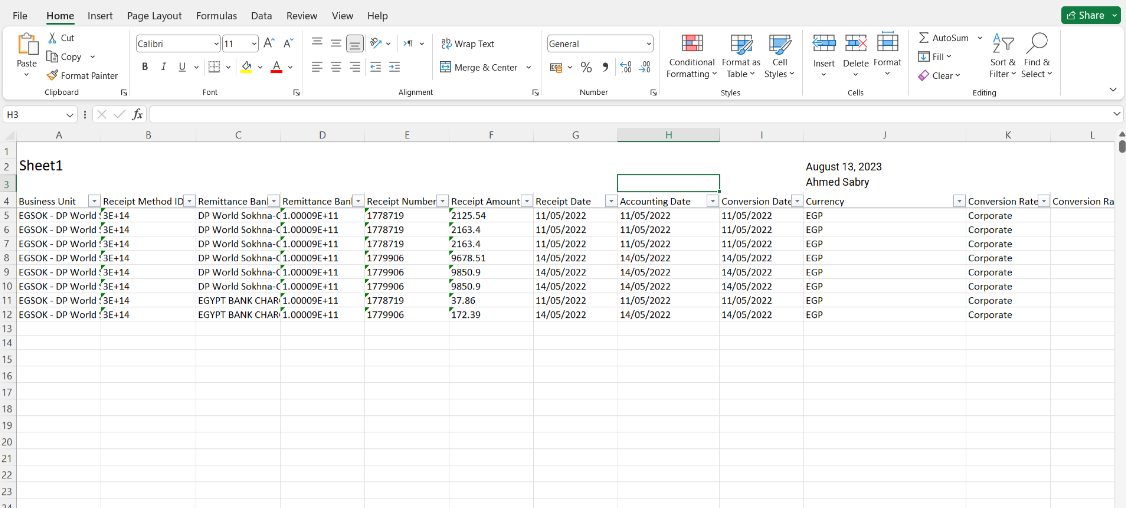 File Home Insert Page Layout Formulas Data Review View Help Share
Cut
Calibri 11 Wrap Text General AutoSum
Copy
Paste Conditional Format as Cell Insert Delete Format Fill Sort & Find &
Format Painter B I U Merge & Center Formatting Table Styles Clear Filter Select
Clipboard Font Alignment Number Styles Cells Editing
H3 fx
A B C D E F G H I J K L
1
2 Sheet1 August 13, 2023
3 Ahmed Sabry
4 Business Unit Receipt Method ID Remittance Ban Remittance Ban Receipt Number Receipt Amount Receipt Date Accounting Date Conversion Date Currency Conversion Rate Conversion Ra
5 EGSOK - DP World 3E+14 DP World Sokhna-C 1.00009E+11 1778719 2125.54 11/05/2022 11/05/2022 11/05/2022 EGP Corporate
6 EGSOK - DP World 3E+14 DP World Sokhna-C 1.00009E+11 1778719 2163.4 11/05/2022 11/05/2022 11/05/2022 EGP Corporate
7 EGSOK - DP World 3E+14 DP World Sokhna-C 1.00009E+11 1778719 2163.4 11/05/2022 11/05/2022 11/05/2022 EGP Corporate
8 EGSOK - DP World 3E+14 DP World Sokhna-C 1.00009E+11 1779906 9678.51 14/05/2022 14/05/2022 14/05/2022 EGP Corporate
9 EGSOK - DP World 3E+14 DP World Sokhna-C 1.00009E+11 1779906 9850.9 14/05/2022 14/05/2022 14/05/2022 EGP Corporate
10 EGSOK - DP World 3E+14 DP World Sokhna-C 1.00009E+11 1779906 9850.9 14/05/2022 14/05/2022 14/05/2022 EGP Corporate
11 EGSOK - DP World 3E+14 EGYPT BANK CHAR 1.00009E+11 1778719 37.86 11/05/2022 11/05/2022 11/05/2022 EGP Corporate
12 EGSOK - DP World 3E+14 EGYPT BANK CHAR 1.00009E+11 1779906 172.39 14/05/2022 14/05/2022 14/05/2022 EGP Corporate
13
14
15
16
17
18
19
20
21
22
23
24